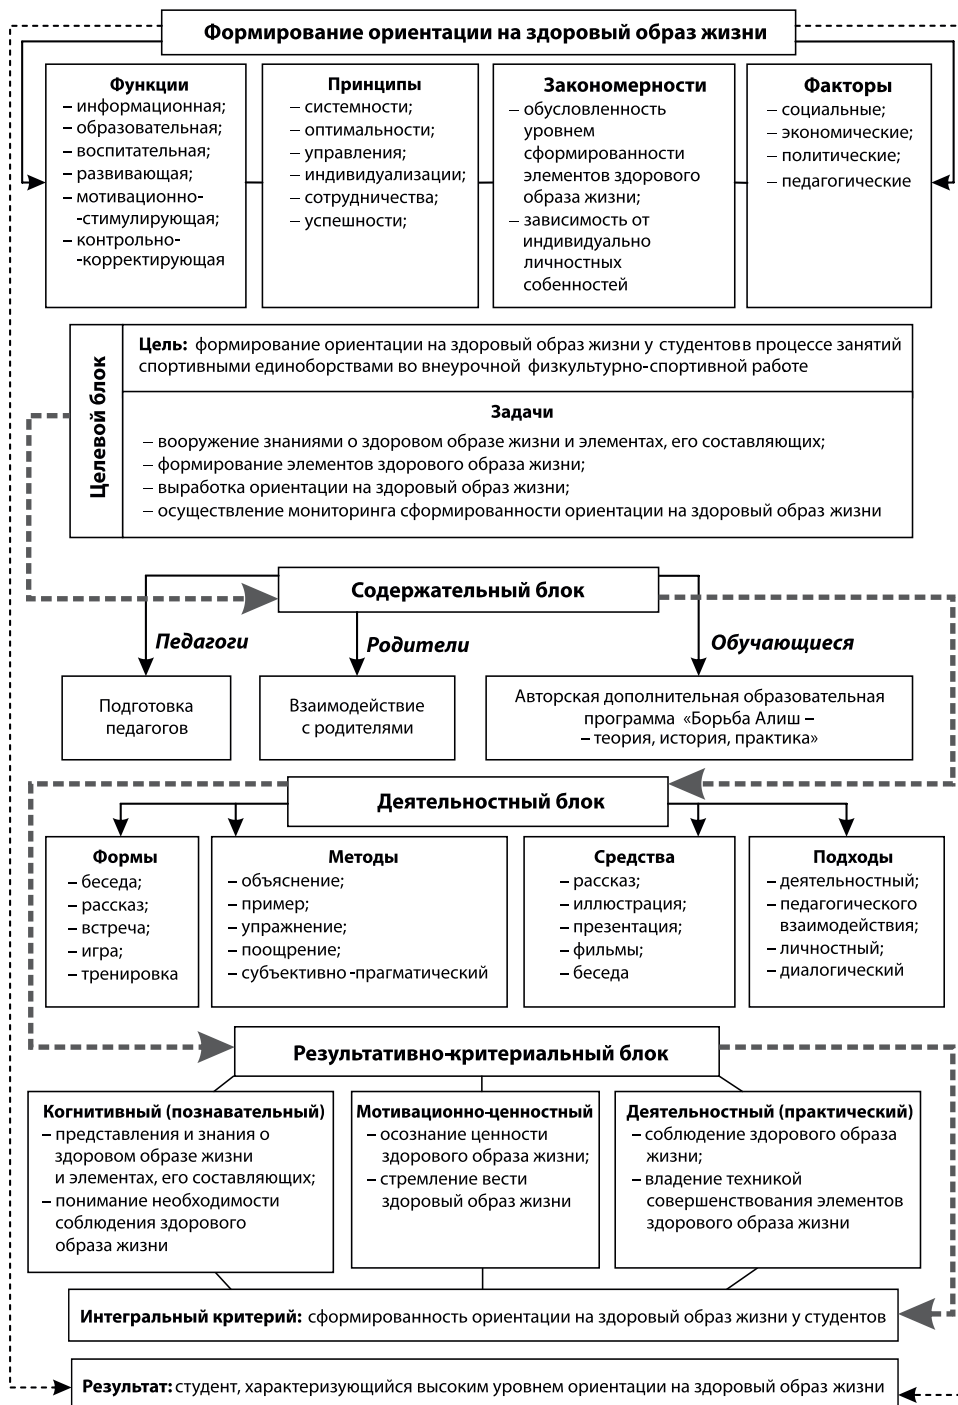 Формирование ориентации на здоровый образ жизни
Функции
– информационная;
– образовательная;
– воспитательная;
– развивающая;
– мотивационно-
-стимулирующая;
– контрольно-
-корректирующая
Принципы
– системности;
– оптимальности;
– управления;
– индивидуализации;
– сотрудничества;
– успешности;
Закономерности
– обусловленность
уровнем
сформированности
элементов здорового
образа жизни;
– зависимость от
индивидуально
личностных
собенностей
Факторы
– социальные;
– экономические;
– политические;
– педагогические
Целевой блок
Цель: формирование ориентации на здоровый образ жизни у студентов в процессе занятий
спортивными единоборствами во внеурочной физкультурно-спортивной работе
Задачи
– вооружение знаниями о здоровом образе жизни и элементах, его составляющих;
– формирование элементов здорового образа жизни;
– выработка ориентации на здоровый образ жизни;
– осуществление мониторинга сформированности ориентации на здоровый образ жизни
Содержательный блок
Педагоги
Родители
Обучающиеся
Подготовка
педагогов
Взаимодействие
с родителями
Авторская дополнительная образовательная
программа «Борьба Алиш –
– теория, история, практика»
Деятельностный блок
Формы
– беседа;
– рассказ;
– встреча;
– игра;
– тренировка
Методы
– объяснение;
– пример;
– упражнение;
– поощрение;
– субъективно-прагматический
Средства
– рассказ;
– иллюстрация;
– презентация;
– фильмы;
– беседа
Подходы
– деятельностный;
– педагогического
взаимодействия;
– личностный;
– диалогический
Результативно-критериальный блок
Когнитивный (познавательный)
– представления и знания о
здоровом образе жизни
и элементах, его составляющих;
– понимание необходимости
соблюдения здорового
образа жизни
Мотивационно-ценностный
– осознание ценности
здорового образа жизни;
– стремление вести
здоровый образ жизни
Деятельностный (практический)
– соблюдение здорового образа
жизни;
– владение техникой
совершенствования элементов
здорового образа жизни
Интегральный критерий: сформированность ориентации на здоровый образ жизни у студентов
Результат: студент, характеризующийся высоким уровнем ориентации на здоровый образ жизни